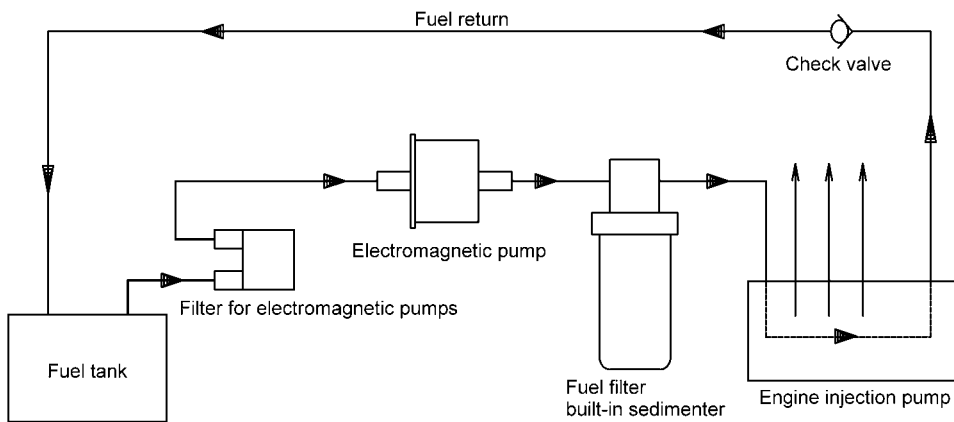 Fuel return
Check valve
Electromagnetic pump
Filter for electromagnetic pumps
Fuel tank
Fuel filter
built-in sedimenter
Engine injection pump